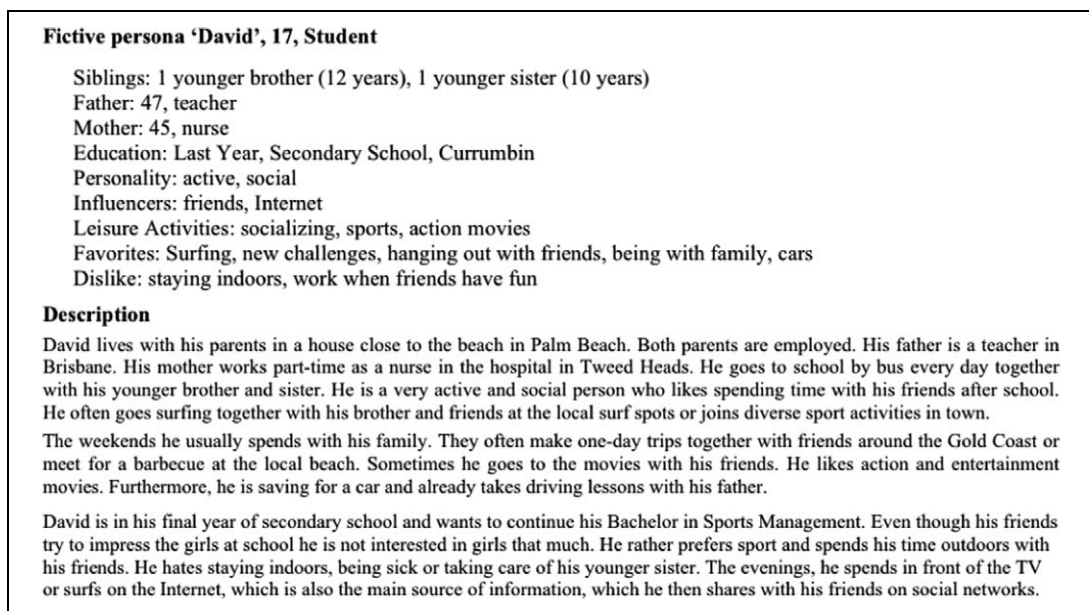 Fictive persona ‘David’, 17, Student
Siblings: 1 younger brother (12 years), 1 younger sister (10 years)
Father: 47, teacher
Mother: 45, nurse
Education: Last Year, Secondary School, Currumbin
Personality: active, social
Influencers: friends, Internet
Leisure Activities: socializing, sports, action movies
Favorites: Surfing, new challenges, hanging out with friends, being with family, cars
Dislike: staying indoors, work when friends have fun
Description
David lives with his parents in a house close to the beach in Palm Beach. Both parents are employed. His father is a teacher in
Brisbane. His mother works part-time as a nurse in the hospital in Tweed Heads. He goes to school by bus every day together
with his younger brother and sister. He is a very active and social person who likes spending time with his friends after school.
He often goes surfing together with his brother and friends at the local surf spots or joins diverse sport activities in town.
The weekends he usually spends with his family. They often make one-day trips together with friends around the Gold Coast or
meet for a barbecue at the local beach. Sometimes he goes to the movies with his friends. He likes action and entertainment
movies. Furthermore, he is saving for a car and already takes driving lessons with his father.
David is in his final year of secondary school and wants to continue his Bachelor in Sports Management. Even though his friends
try to impress the girls at school he is not interested in girls that much. He rather prefers sport and spends his time outdoors with
his friends. He hates staying indoors, being sick or taking care of his younger sister. The evenings, he spends in front of the TV
or surfs on the Internet, which is also the main source of information, which he then shares with his friends on social networks.